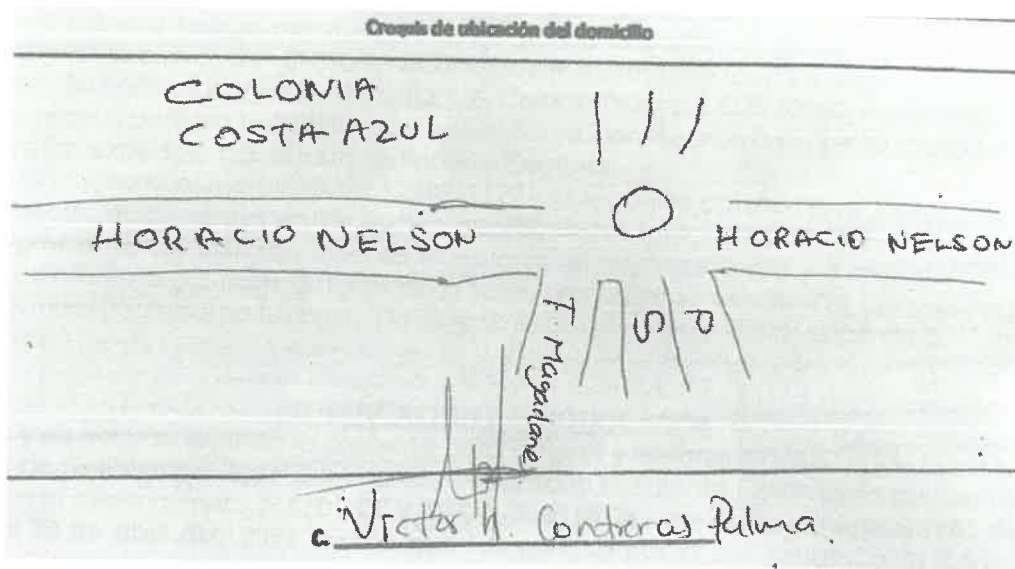 Croquis de ubicación del domicilio
COLONIA
COSTA AZUL
HORACIO NELSON
HORACIO NELSON
F. Magallanes
S
P
c. Victor H. Contreras Palma